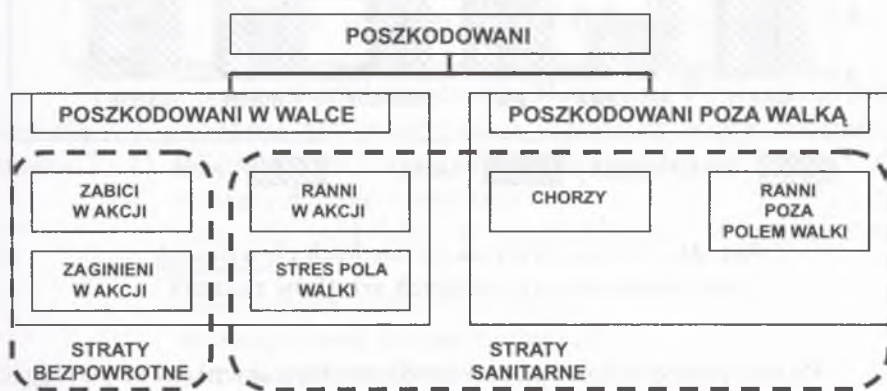 POSZKODOWANI
POSZKODOWANI W WALCE
POSZKODOWANI POZA WALKĄ
ZABICI
W AKCJI
RANNI
W AKCJI
CHORZY
RANNI
POZA
POLEM WALKI
ZAGINIENI
W AKCJI
STRES POLA
WALKI
STRATY
BEZPOWROTNE
STRATY
SANITARNE